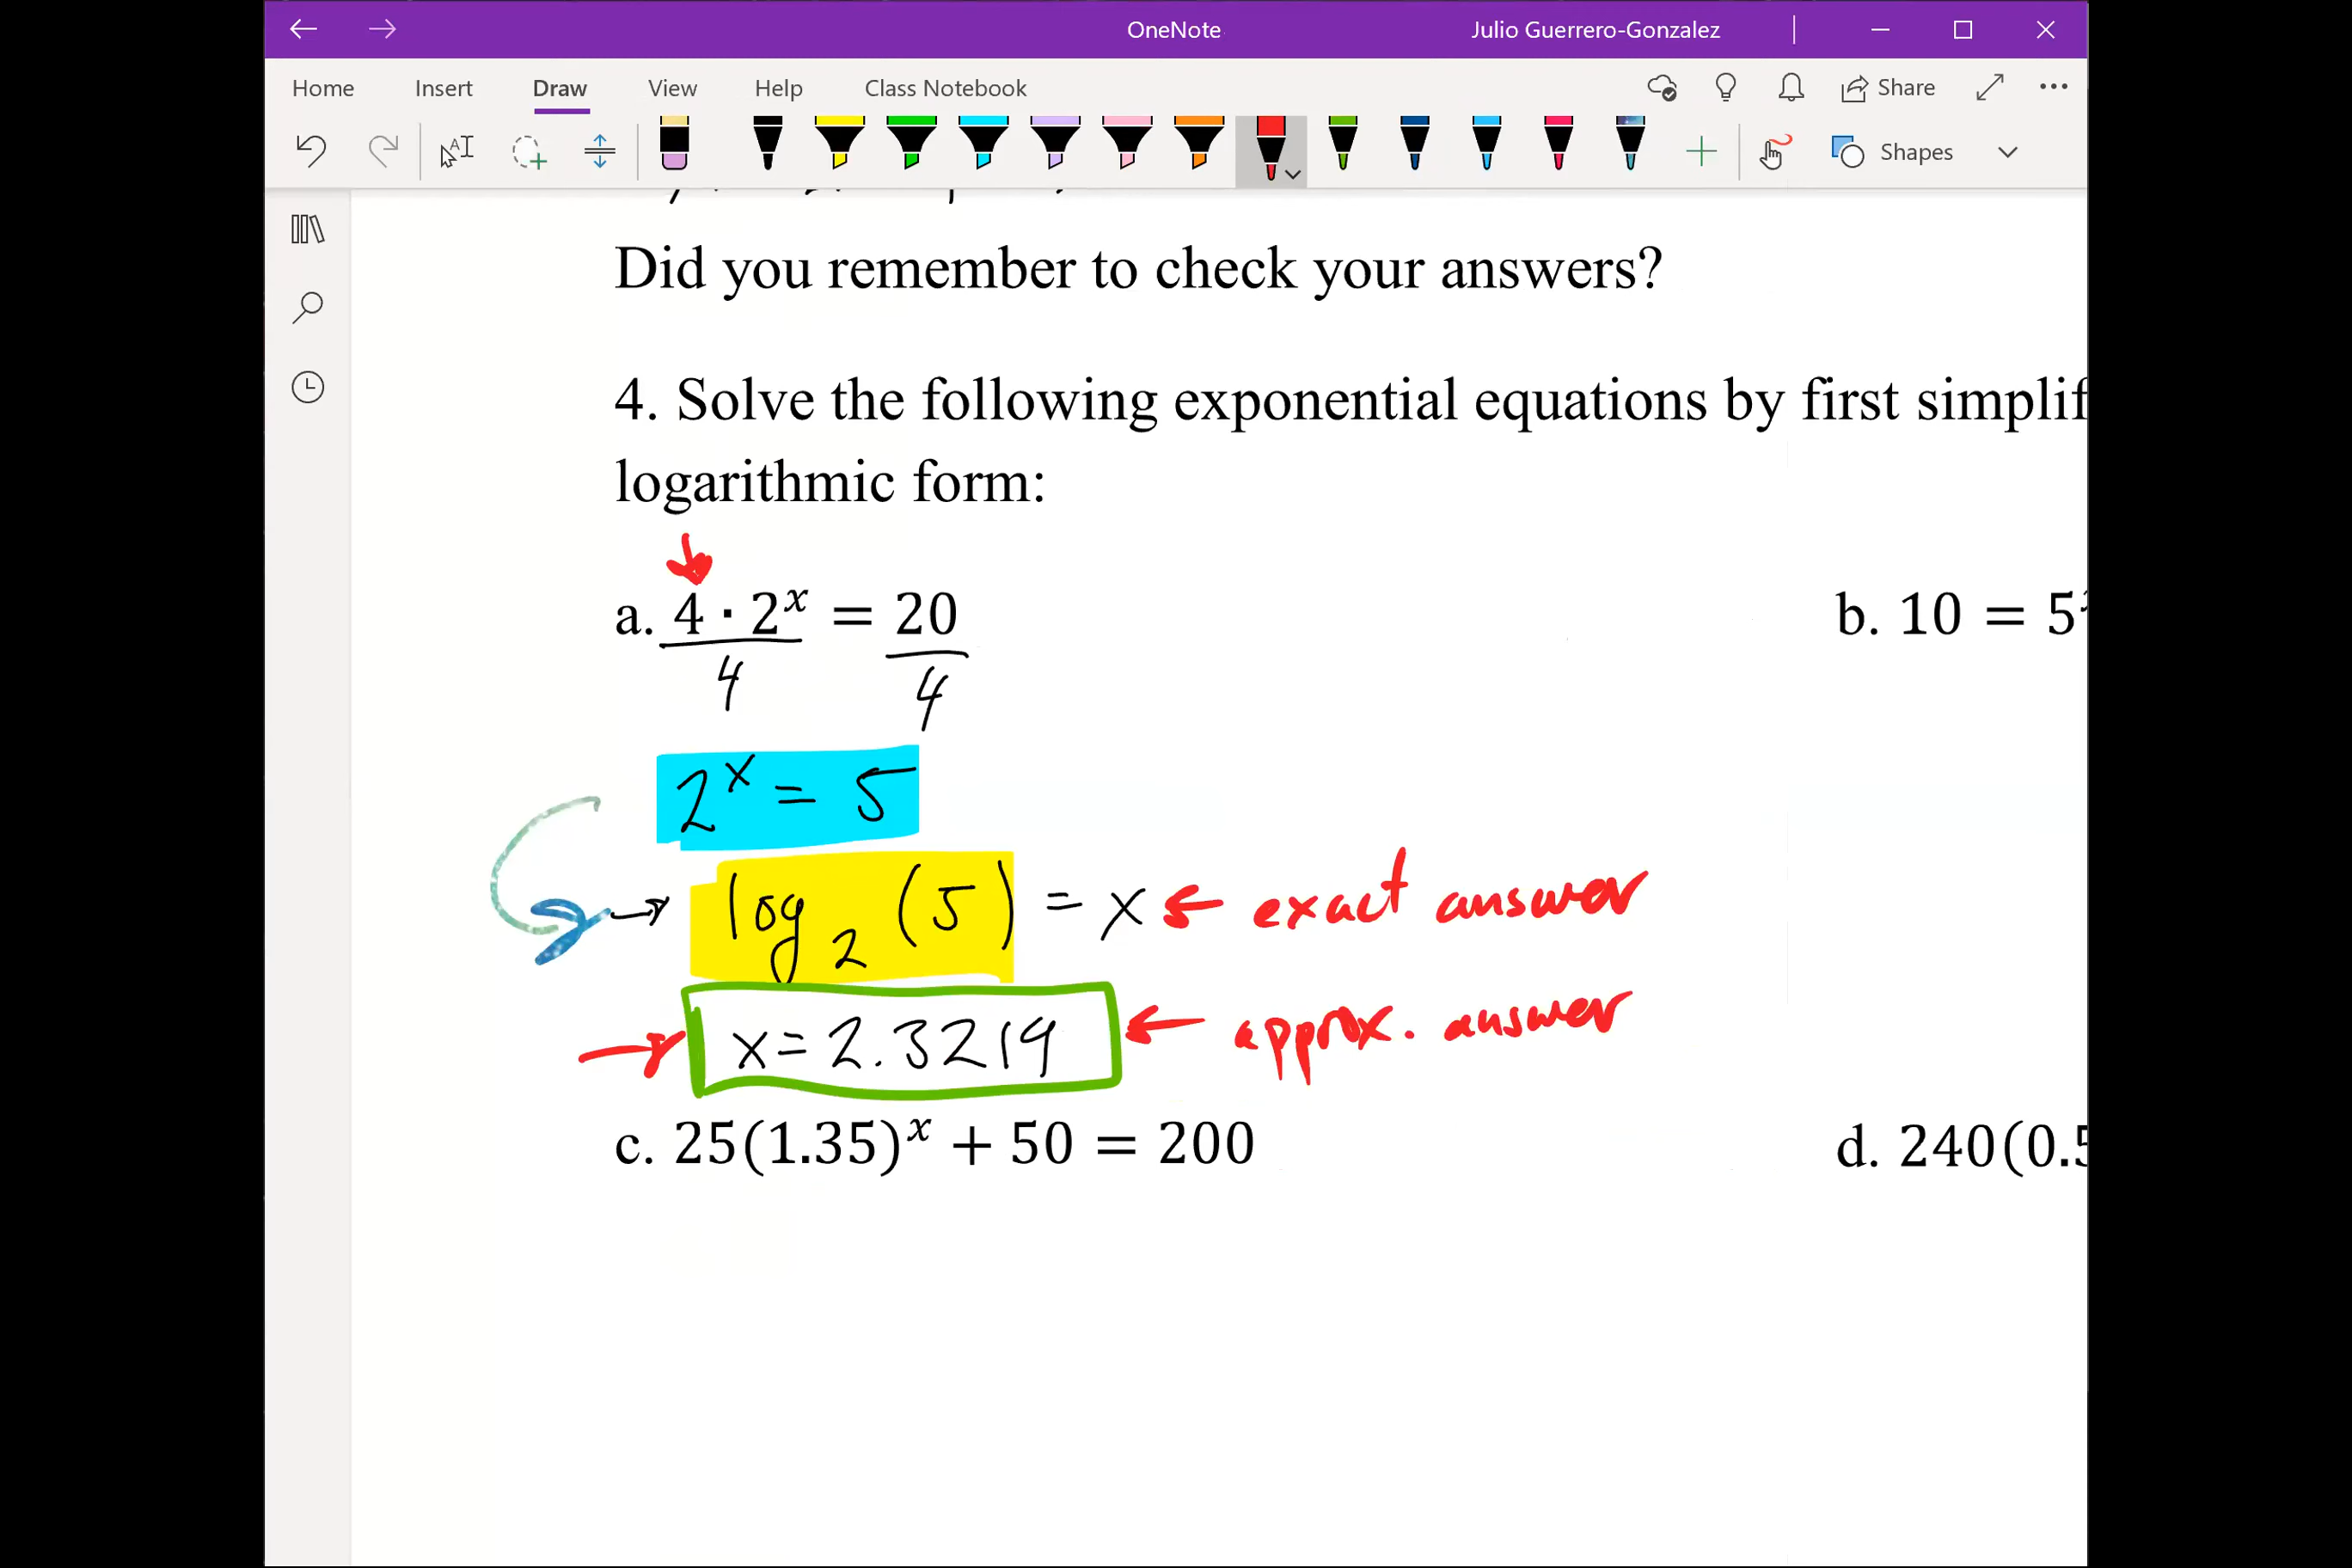 OneNote Julio Guerrero-Gonzalez
Home Insert Draw View Help Class Notebook Share
Shapes
Did you remember to check your answers?
4. Solve the following exponential equations by first simplif
logarithmic form:
a. 4 · 2ˣ = 20 b. 10 = 5
4 4
2ˣ = 5
log₂ (5) = x ← exact answer
x = 2.3219 ← approx. answer
c. 25(1.35)ˣ + 50 = 200 d. 240(0.5